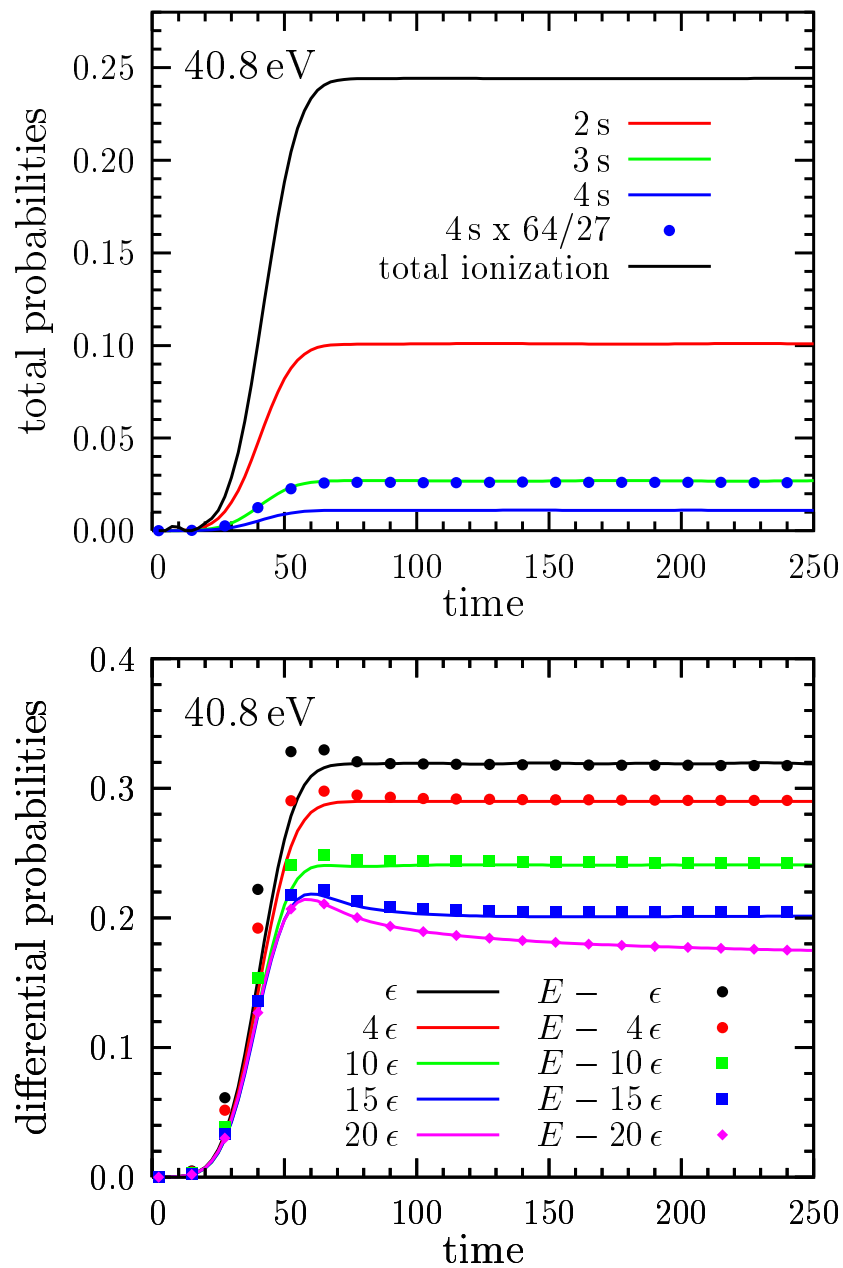 40.8 eV
total probabilities
0.25
0.20
0.15
0.10
0.05
0.00
2 s
3 s
4 s
4 s x 64/27
total ionization
0 50 100 150 200 250
time
40.8 eV
differential probabilities
0.4
0.3
0.2
0.1
0.0
ϵ E − ϵ
4 ϵ E − 4 ϵ
10 ϵ E − 10 ϵ
15 ϵ E − 15 ϵ
20 ϵ E − 20 ϵ
0 50 100 150 200 250
time